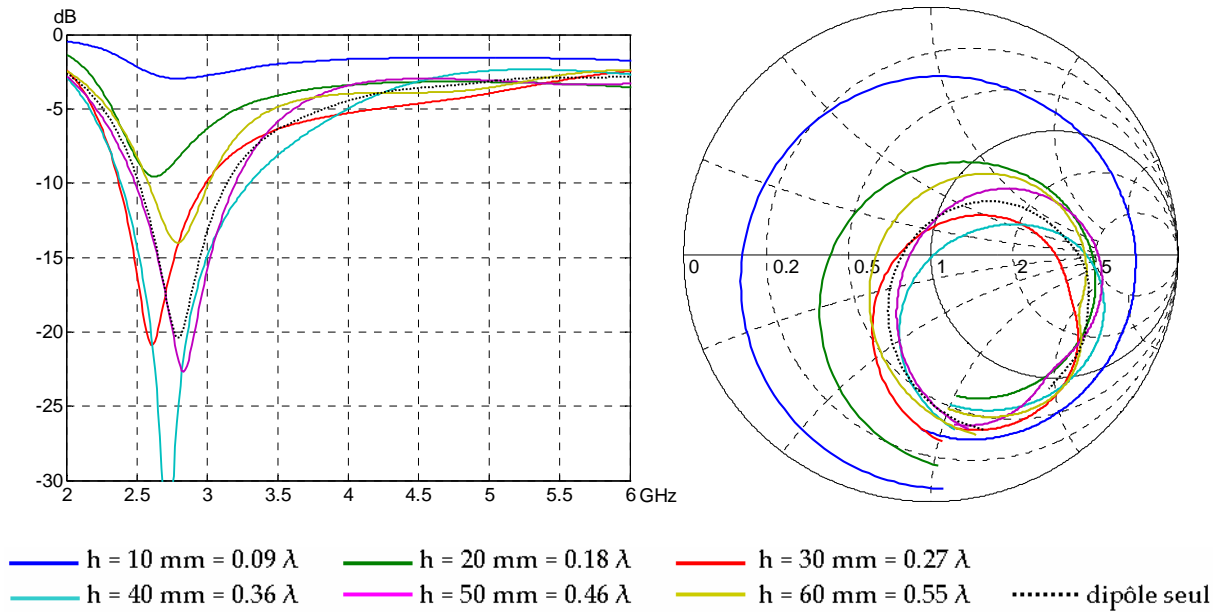 dB
0
-5
-10
-15
-20
-25
-30
2 2.5 3 3.5 4 4.5 5 5.5 6 GHz
0 0.2 0.5 1 2 5
h = 10 mm = 0.09 λ h = 20 mm = 0.18 λ h = 30 mm = 0.27 λ
h = 40 mm = 0.36 λ h = 50 mm = 0.46 λ h = 60 mm = 0.55 λ dipôle seul